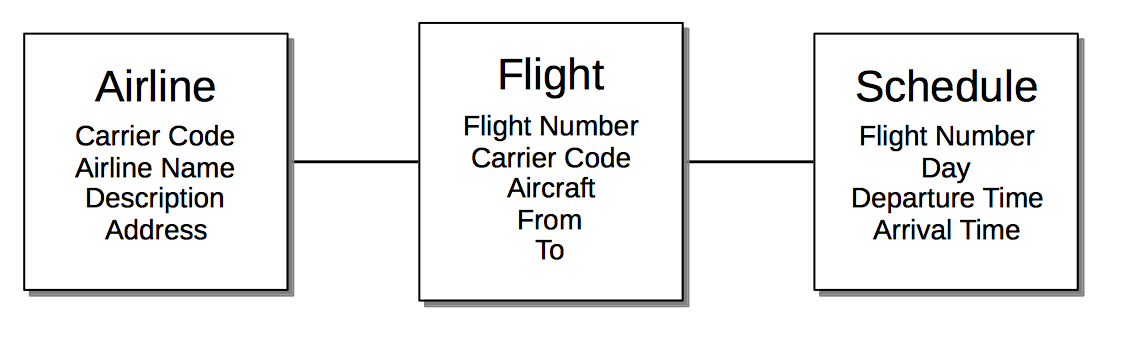 Airline
Carrier Code
Airline Name
Description
Address
Flight
Flight Number
Carrier Code
Aircraft
From
To
Schedule
Flight Number
Day
Departure Time
Arrival Time